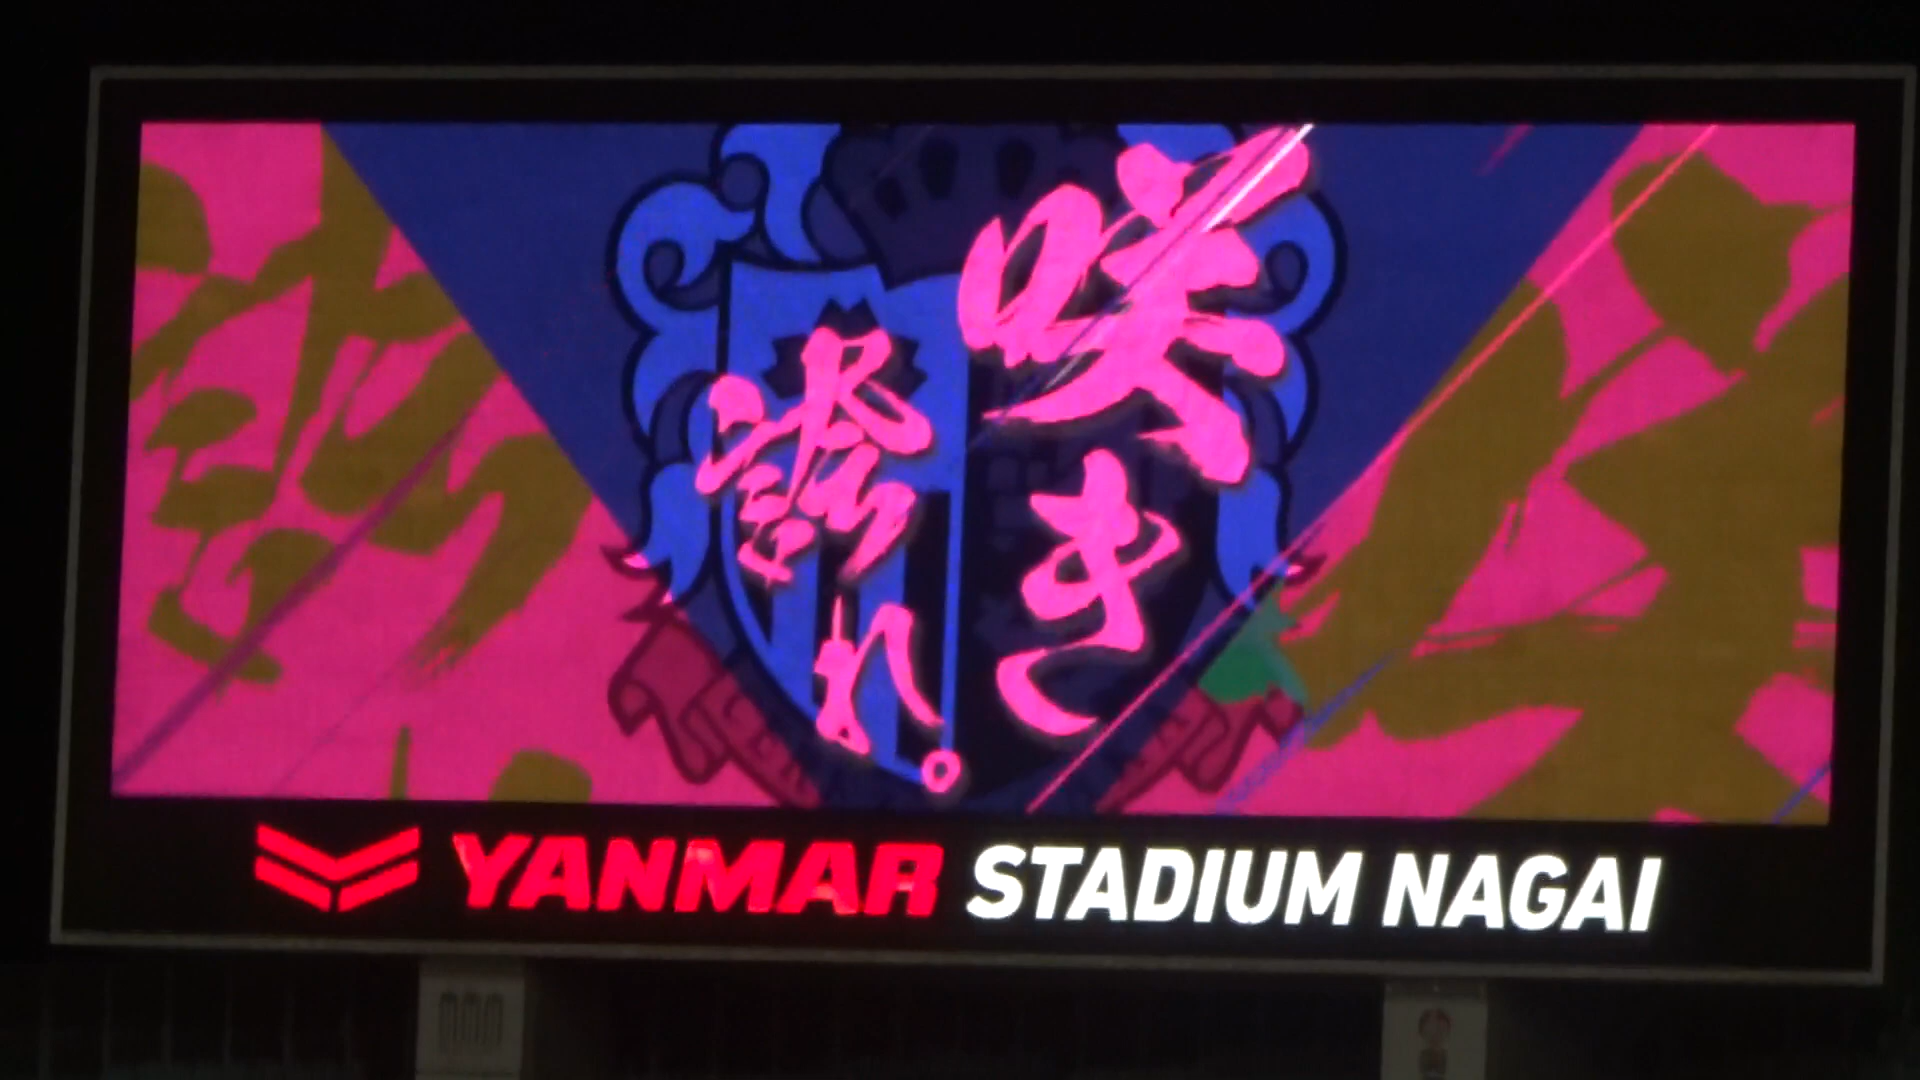 咲き
誇れ。
YANMAR STADIUM NAGAI